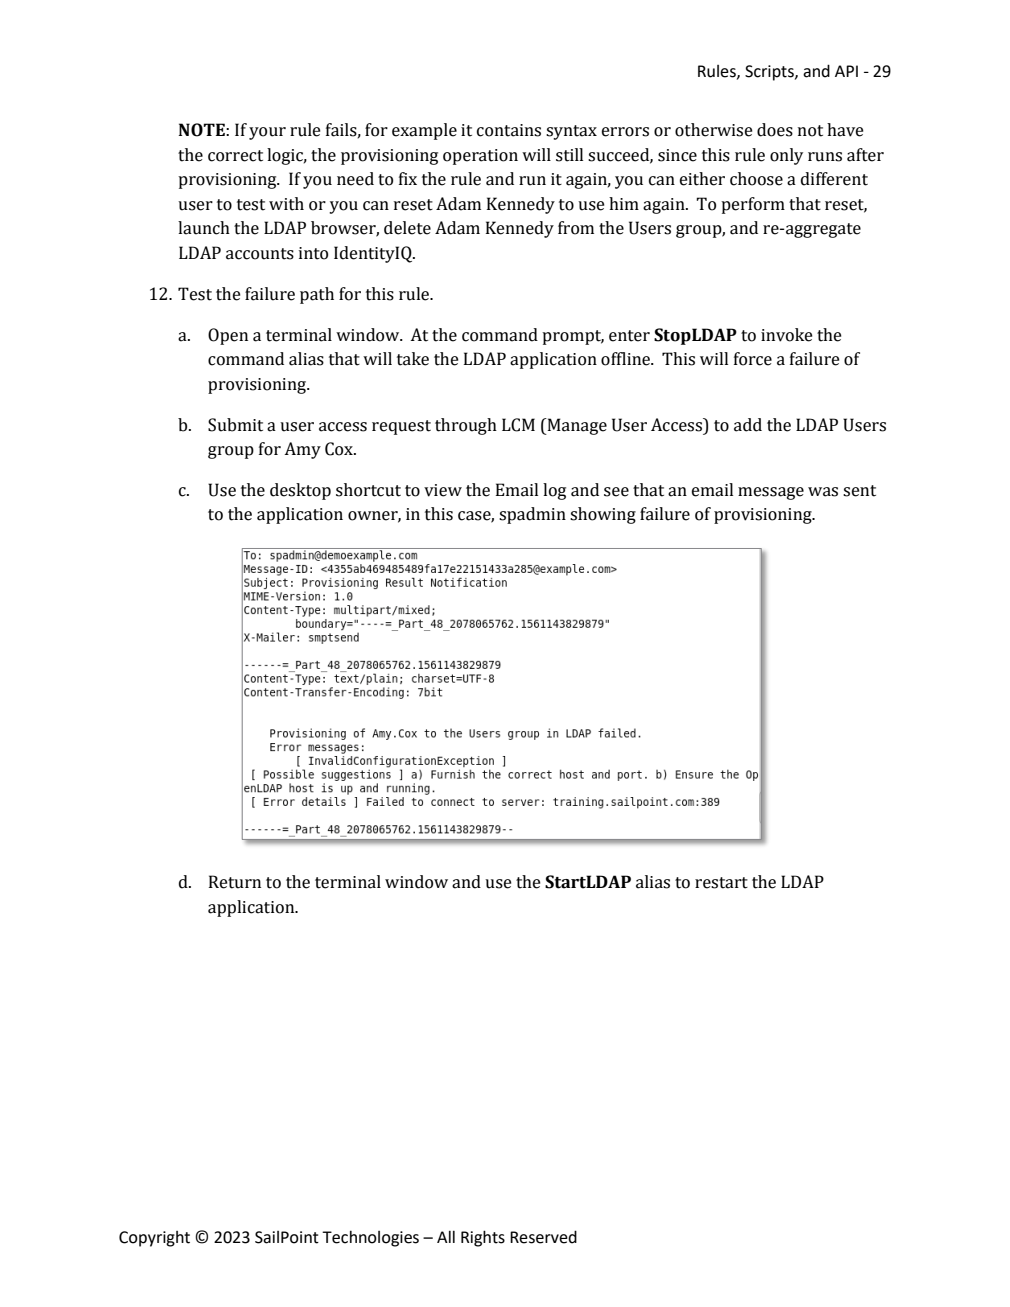 Rules, Scripts, and API - 29
NOTE: If your rule fails, for example it contains syntax errors or otherwise does not have
the correct logic, the provisioning operation will still succeed, since this rule only runs after
provisioning.  If you need to fix the rule and run it again, you can either choose a different
user to test with or you can reset Adam Kennedy to use him again.  To perform that reset,
launch the LDAP browser, delete Adam Kennedy from the Users group, and re-aggregate
LDAP accounts into IdentityIQ.
12. Test the failure path for this rule.
a. Open a terminal window.  At the command prompt, enter StopLDAP to invoke the
command alias that will take the LDAP application offline.  This will force a failure of
provisioning.
b. Submit a user access request through LCM (Manage User Access) to add the LDAP Users
group for Amy Cox.
c. Use the desktop shortcut to view the Email log and see that an email message was sent
to the application owner, in this case, spadmin showing failure of provisioning.
To: spadmin@demoexample.com
Message-ID: <4355ab469485489fa17e22151433a285@example.com>
Subject: Provisioning Result Notification
MIME-Version: 1.0
Content-Type: multipart/mixed;
boundary="----=_Part_48_2078065762.1561143829879"
X-Mailer: smptsend
------=_Part_48_2078065762.1561143829879
Content-Type: text/plain; charset=UTF-8
Content-Transfer-Encoding: 7bit
Provisioning of Amy.Cox to the Users group in LDAP failed.
Error messages:
[ InvalidConfigurationException ]
[ Possible suggestions ] a) Furnish the correct host and port. b) Ensure the Op
enLDAP host is up and running.
[ Error details ] Failed to connect to server: training.sailpoint.com:389
------=_Part_48_2078065762.1561143829879--
d. Return to the terminal window and use the StartLDAP alias to restart the LDAP
application.
Copyright © 2023 SailPoint Technologies – All Rights Reserved